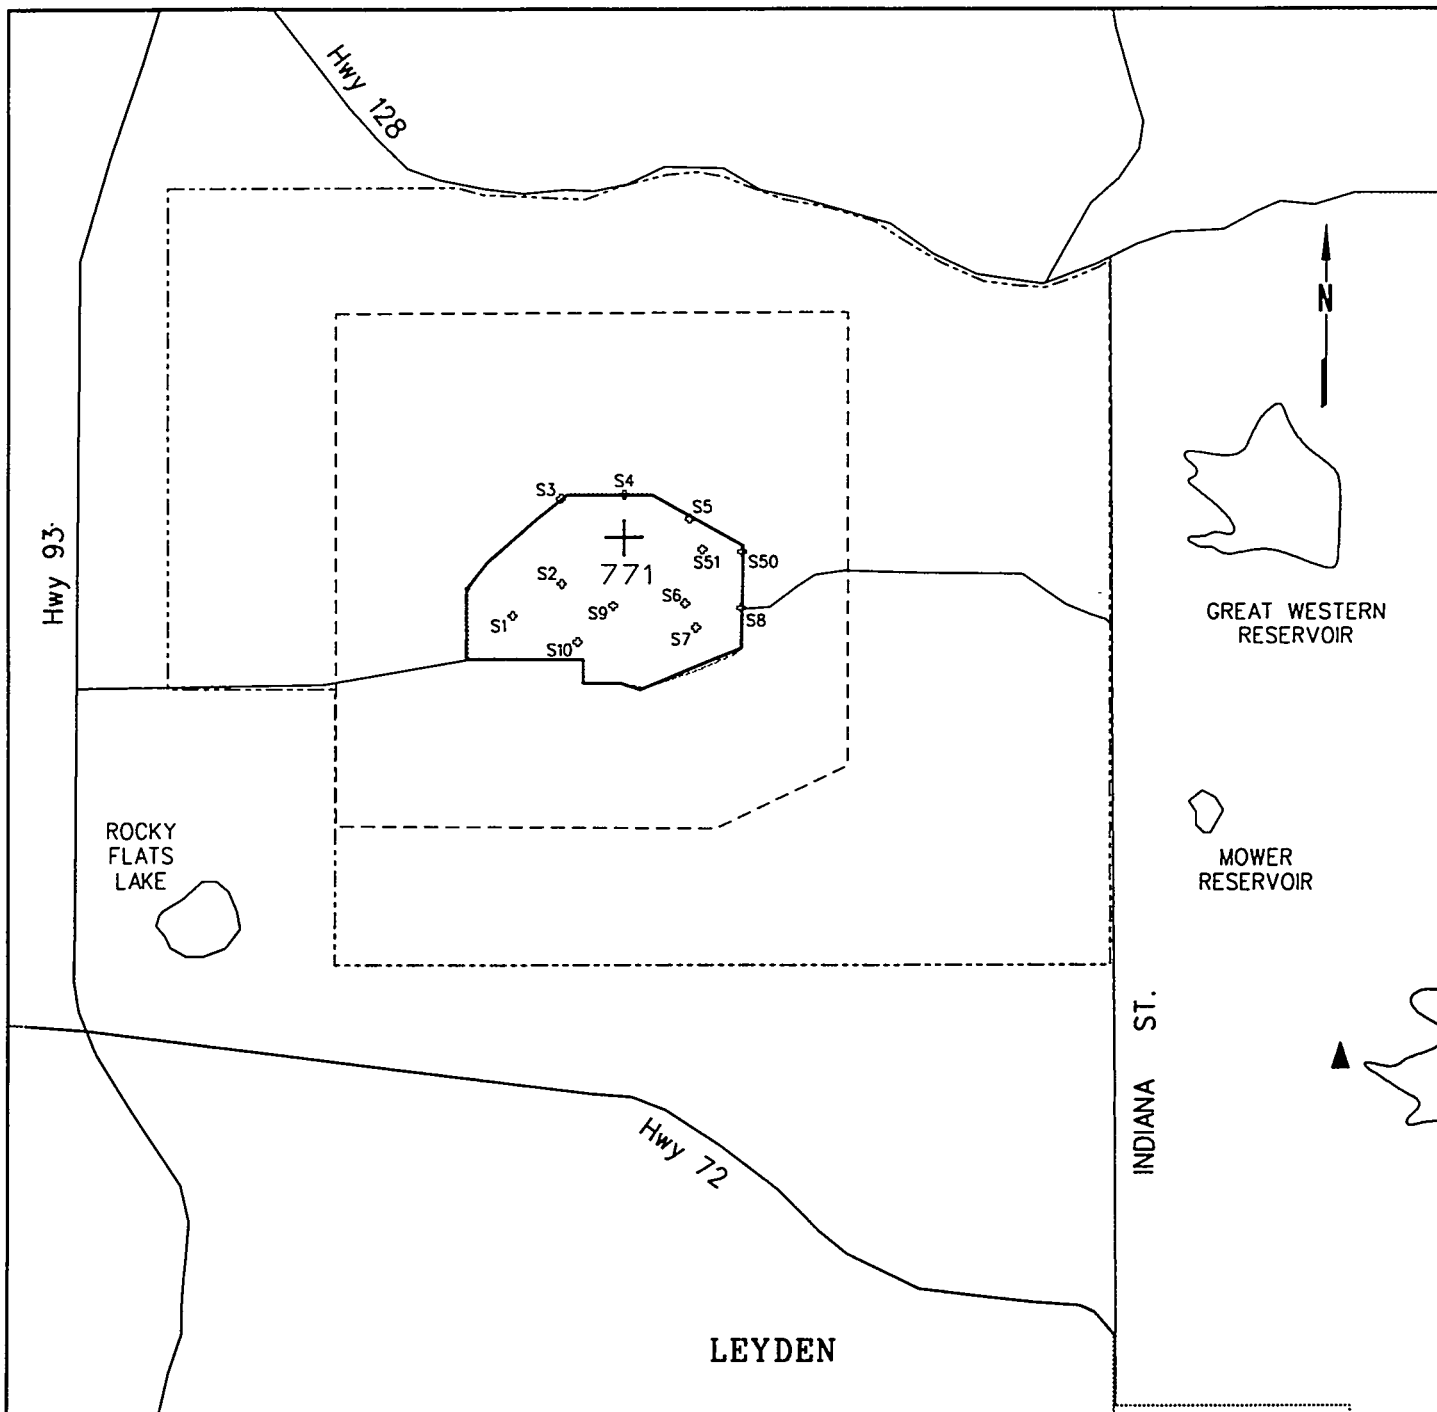 Hwy 128
N
Hwy 93
S3
S4
S5
S50
S51
771
S2
S9
S6
S1
S10
S7
S8
GREAT WESTERN
RESERVOIR
ROCKY
FLATS
LAKE
MOWER
RESERVOIR
INDIANA ST.
Hwy 72
LEYDEN